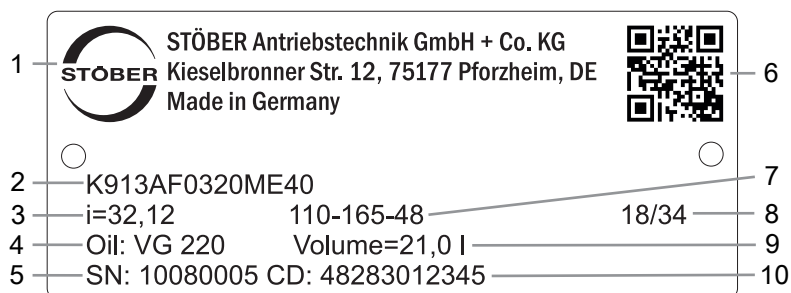 STÖBER Antriebstechnik GmbH + Co. KG
1 STÖBER Kieselbronner Str. 12, 75177 Pforzheim, DE 6
Made in Germany
2 K913AF0320ME40 7
3 i=32,12 110-165-48 18/34 8
4 Oil: VG 220 Volume=21,0 l 9
5 SN: 10080005 CD: 48283012345 10